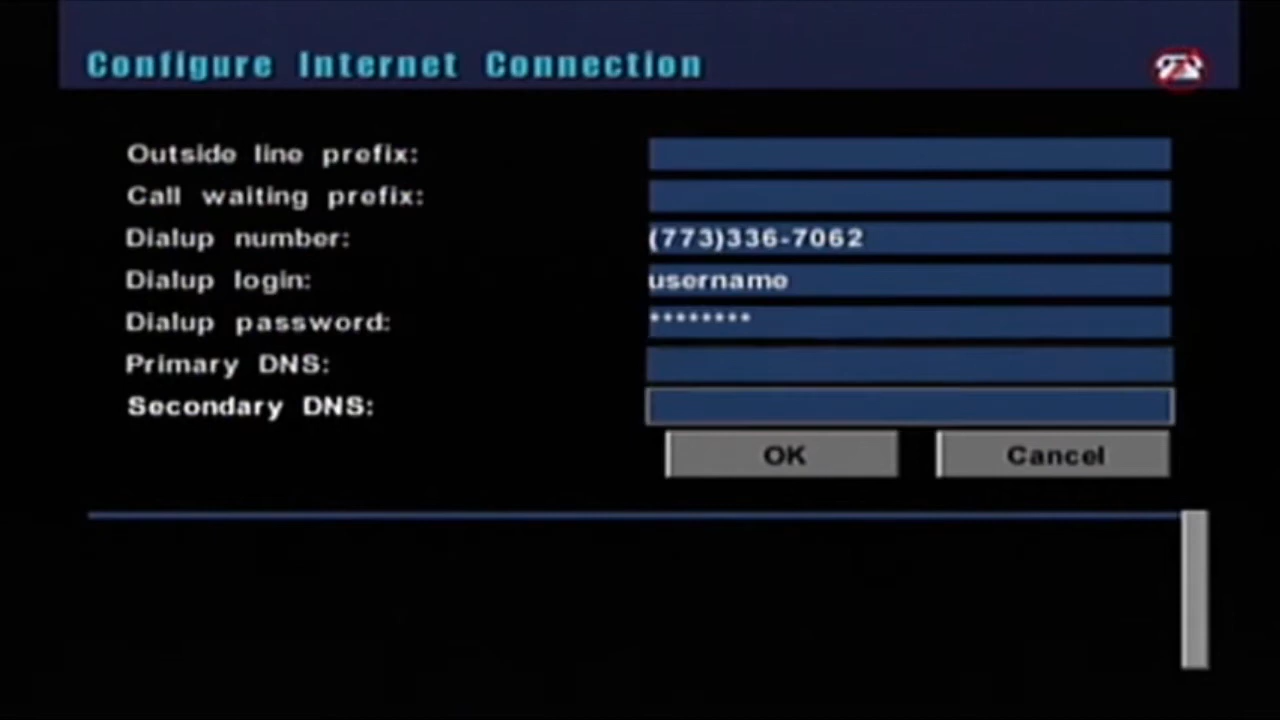 Configure Internet Connection
Outside line prefix:
Call waiting prefix:
Dialup number: (773)336-7062
Dialup login: username
Dialup password: ********
Primary DNS:
Secondary DNS:
OK Cancel